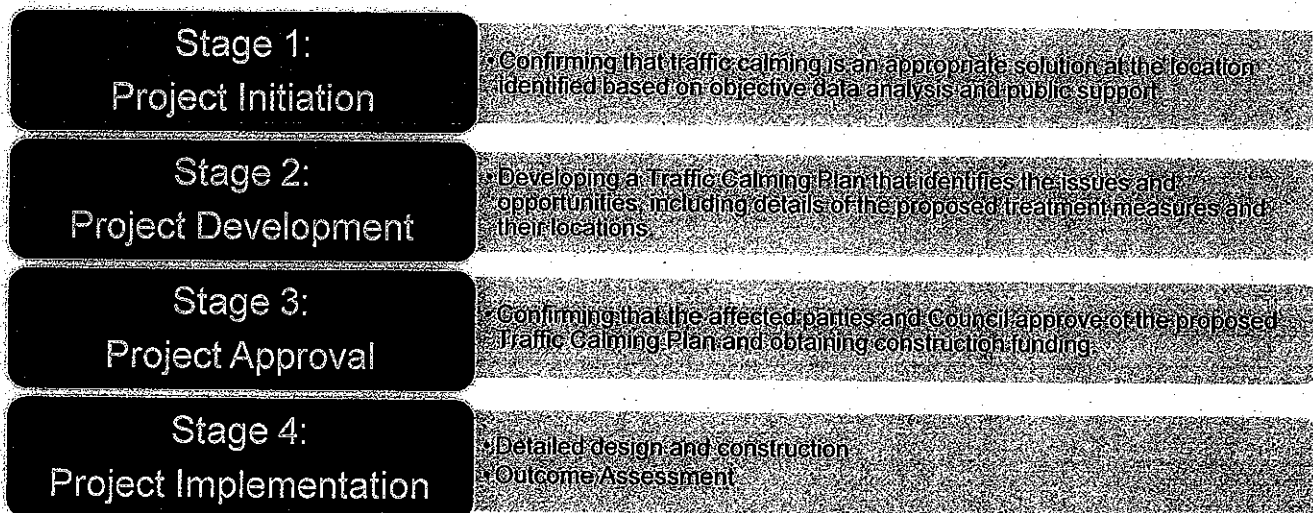 Stage 1:
Project Initiation
•Confirming that traffic calming is an appropriate solution at the location
identified based on objective data analysis and public support
Stage 2:
Project Development
•Developing a Traffic Calming Plan that identifies the issues and
opportunities, including details of the proposed treatment measures and
their locations.
Stage 3:
Project Approval
•Confirming that the affected parties and Council approve of the proposed
Traffic Calming Plan and obtaining construction funding.
Stage 4:
Project Implementation
•Detailed design and construction
•Outcome Assessment